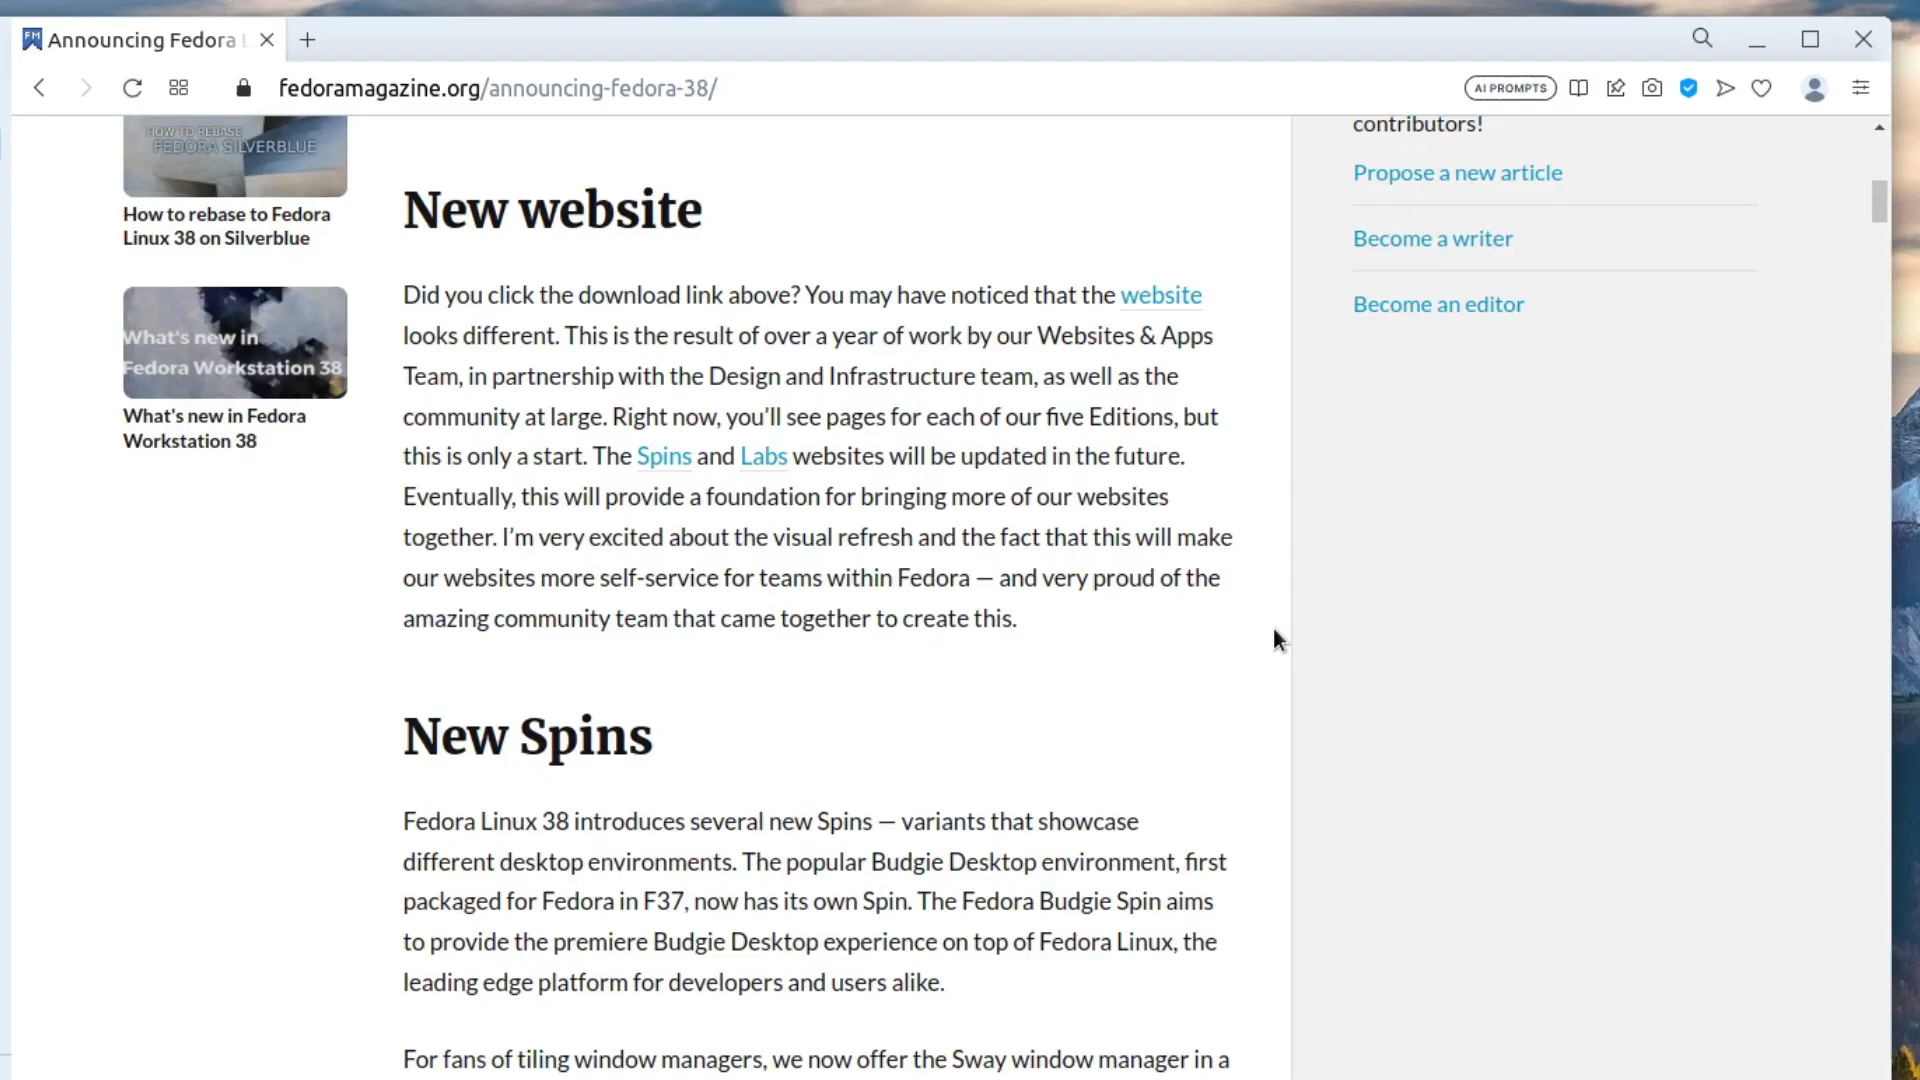 Announcing Fedora L
fedoramagazine.org/announcing-fedora-38/
AI PROMPTS
HOW TO REBASE
FEDORA SILVERBLUE
How to rebase to Fedora
Linux 38 on Silverblue
What's new in
Fedora Workstation 38
What's new in Fedora
Workstation 38
New website
Did you click the download link above? You may have noticed that the website
looks different. This is the result of over a year of work by our Websites & Apps
Team, in partnership with the Design and Infrastructure team, as well as the
community at large. Right now, you’ll see pages for each of our five Editions, but
this is only a start. The Spins and Labs websites will be updated in the future.
Eventually, this will provide a foundation for bringing more of our websites
together. I’m very excited about the visual refresh and the fact that this will make
our websites more self-service for teams within Fedora — and very proud of the
amazing community team that came together to create this.
New Spins
Fedora Linux 38 introduces several new Spins — variants that showcase
different desktop environments. The popular Budgie Desktop environment, first
packaged for Fedora in F37, now has its own Spin. The Fedora Budgie Spin aims
to provide the premiere Budgie Desktop experience on top of Fedora Linux, the
leading edge platform for developers and users alike.
For fans of tiling window managers, we now offer the Sway window manager in a
contributors!
Propose a new article
Become a writer
Become an editor